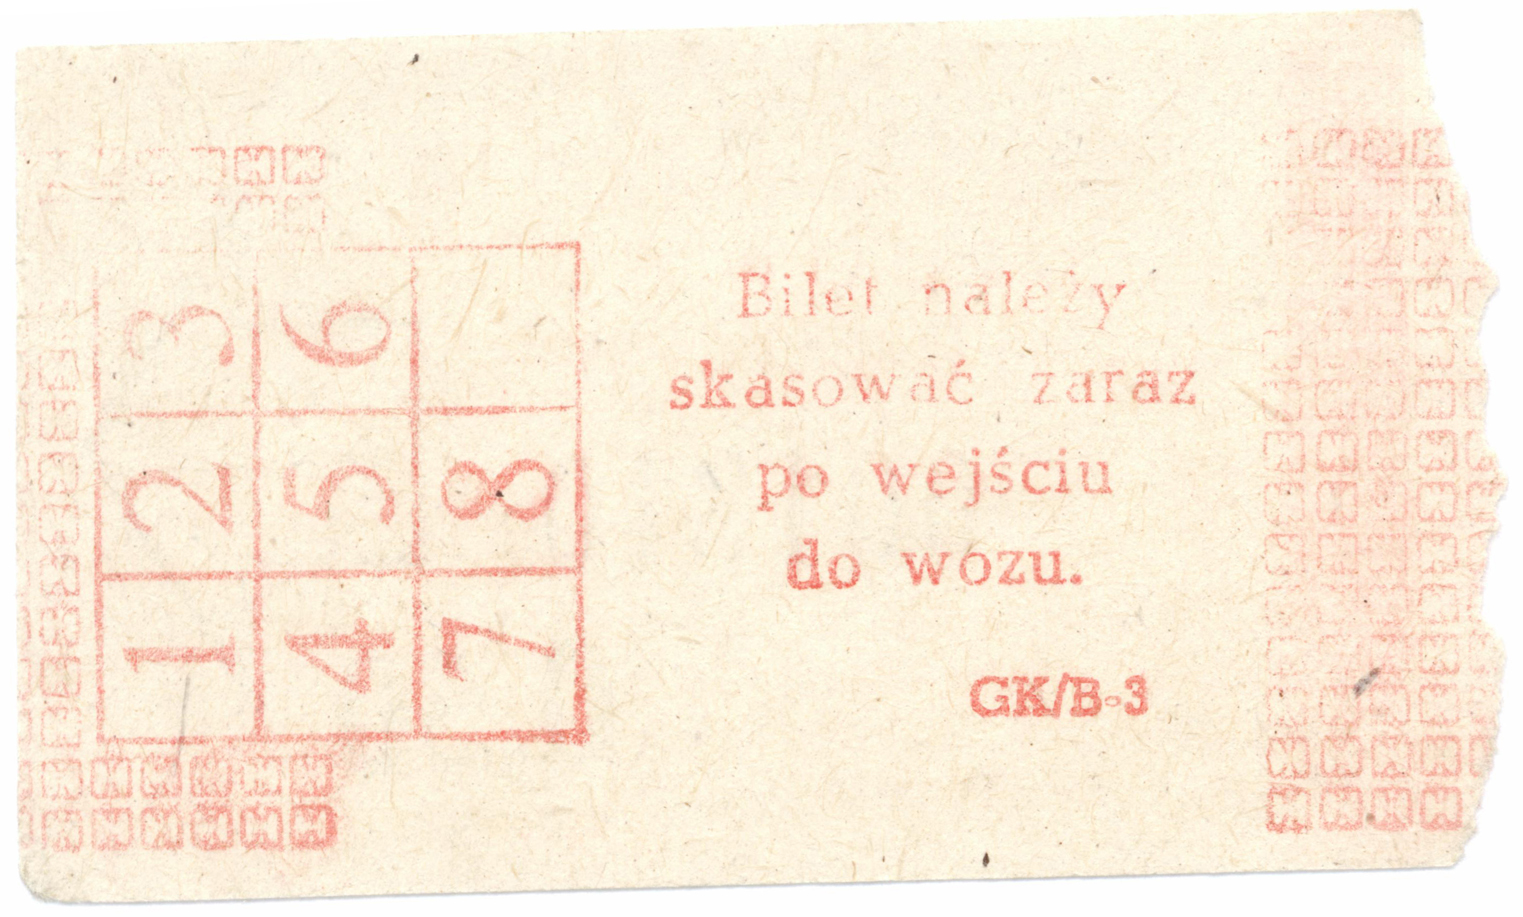 3 6
2 5 8
1 4 7
Bilet należy
skasować zaraz
po wejściu
do wozu.
GK/B-3